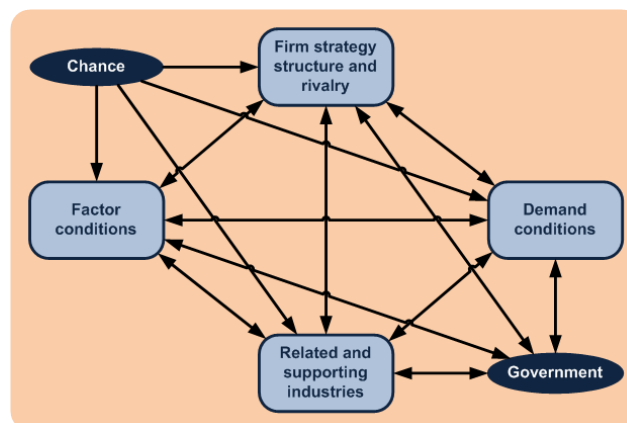 Chance
Firm strategy
structure and
rivalry
Factor
conditions
Demand
conditions
Related and
supporting
industries
Government